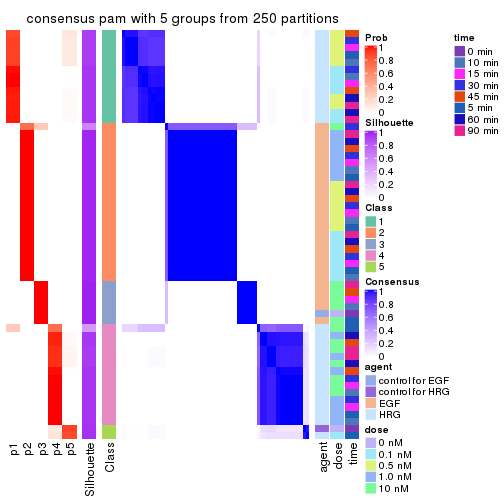 consensus pam with 5 groups from 250 partitions
Prob
1
0.8
0.6
0.4
0.2
0
Silhouette
1
0.8
0.6
0.4
0.2
0
Class
1
2
3
4
5
Consensus
1
0.8
0.6
0.4
0.2
0
agent
control for EGF
control for HRG
EGF
HRG
dose
0 nM
0.1 nM
0.5 nM
1.0 nM
10 nM
time
0 min
10 min
15 min
30 min
45 min
5 min
60 min
90 min
p1
p2
p3
p4
p5
Silhouette
Class
agent
dose
time